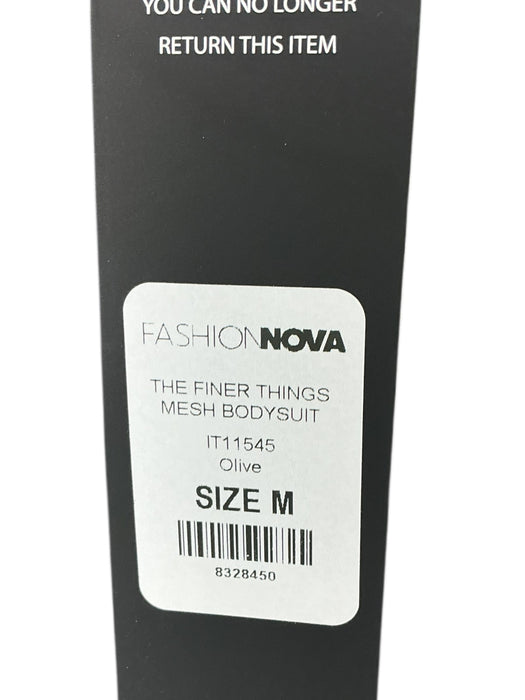 YOU CAN NO LONGER
RETURN THIS ITEM
FASHIONNOVA
THE FINER THINGS
MESH BODYSUIT
IT11545
Olive
SIZE M
8328450